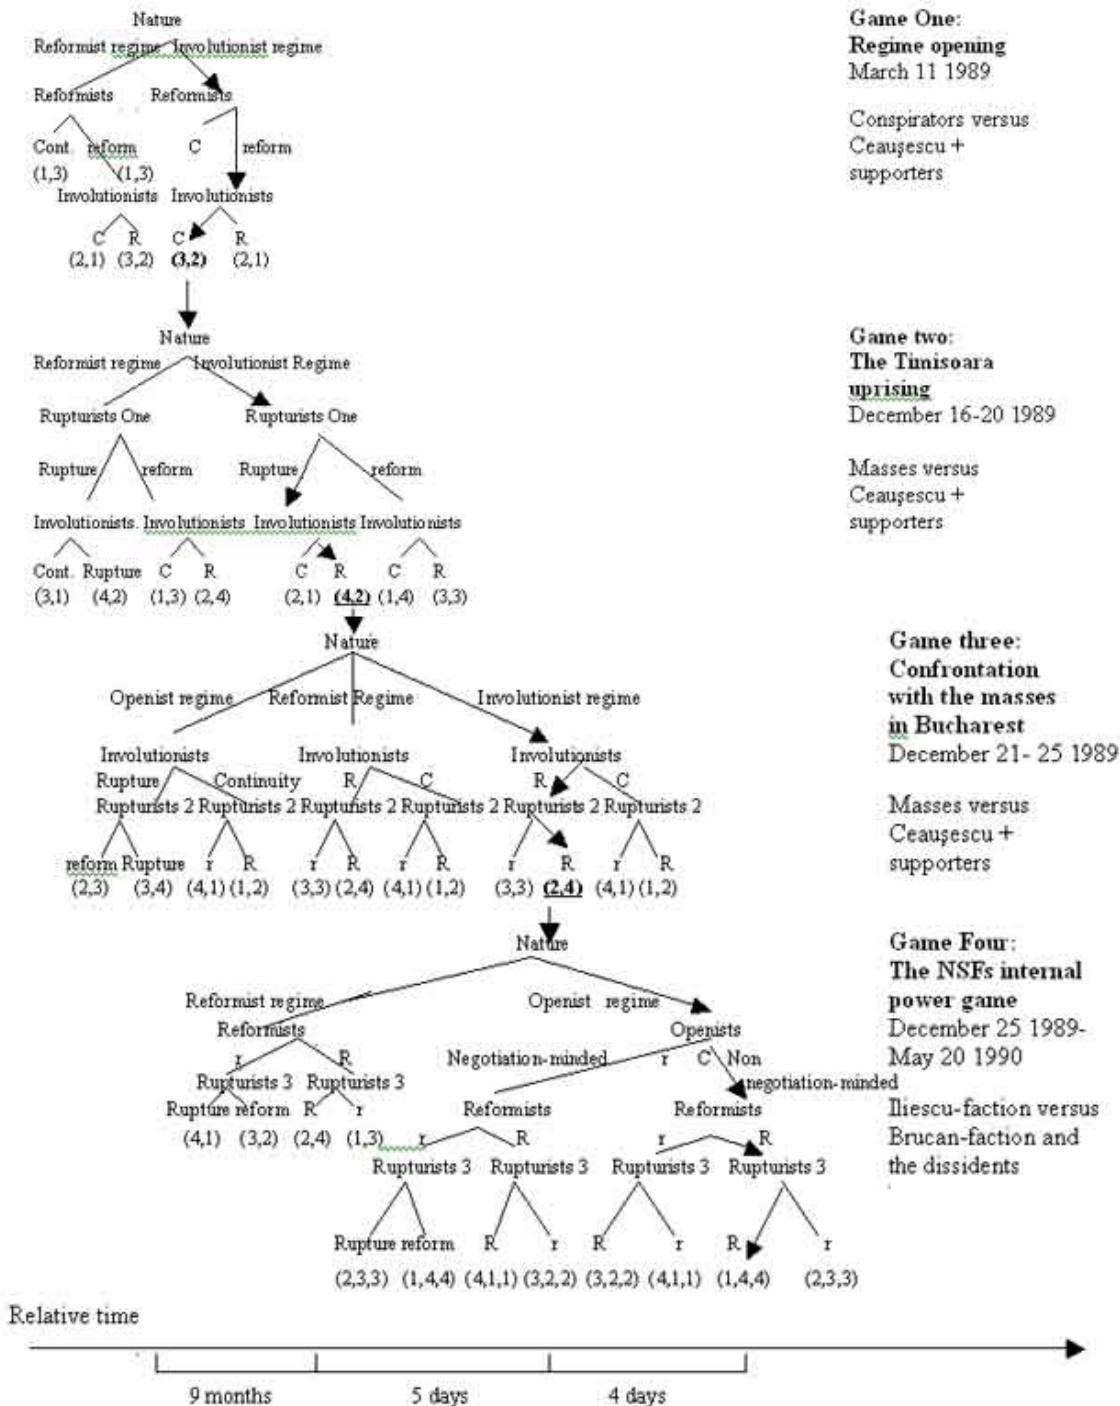 Nature
Reformist regime Involutionist regime
Reformists Reformists
Cont. reform C reform
(1,3) (1,3)
Involutionists Involutionists
C R C R
(2,1) (3,2) (3,2) (2,1)
Game One:
Regime opening
March 11 1989
Conspirators versus
Ceauşescu +
supporters
Nature
Reformist regime Involutionist Regime
Rupturists One Rupturists One
Rupture reform Rupture reform
Involutionists. Involutionists Involutionists Involutionists
Cont. Rupture C R C R C R
(3,1) (4,2) (1,3) (2,4) (2,1) (4,2) (1,4) (3,3)
Game two:
The Timisoara
uprising
December 16-20 1989
Masses versus
Ceauşescu +
supporters
Nature
Openist regime Reformist Regime Involutionist regime
Involutionists Involutionists Involutionists
Rupture Continuity R C R C
Rupturists 2 Rupturists 2 Rupturists 2 Rupturists 2 Rupturists 2 Rupturists 2
reform Rupture r R r R r R r R r R
(2,3) (3,4) (4,1) (1,2) (3,3) (2,4) (4,1) (1,2) (3,3) (2,4) (4,1) (1,2)
Game three:
Confrontation
with the masses
in Bucharest
December 21- 25 1989
Masses versus
Ceauşescu +
supporters
Nature
Reformist regime Openist regime
Reformists Openists
r R Negotiation-minded r C Non
negotiation-minded
Rupturists 3 Rupturists 3
Rupture reform R r Reformists Reformists
(4,1) (3,2) (2,4) (1,3) r R r R
Rupturists 3 Rupturists 3 Rupturists 3 Rupturists 3
Rupture reform R r R r R r
(2,3,3) (1,4,4) (4,1,1) (3,2,2) (3,2,2) (4,1,1) (1,4,4) (2,3,3)
Game Four:
The NSFs internal
power game
December 25 1989-
May 20 1990
Iliescu-faction versus
Brucan-faction and
the dissidents
Relative time
9 months 5 days 4 days